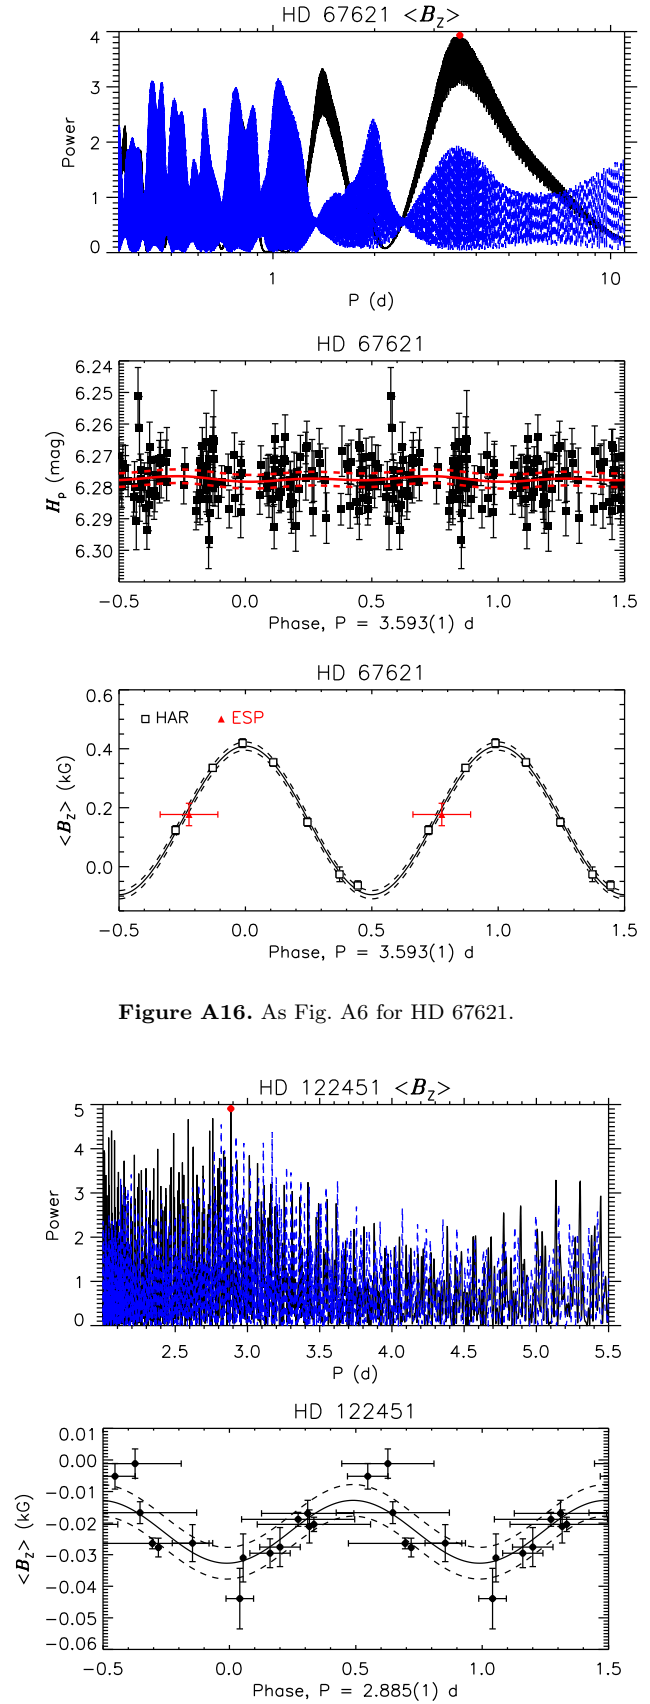 HD 67621 <B_Z>
4
3
2
1
0
Power
1
10
P (d)
HD 67621
6.24
6.25
6.26
6.27
6.28
6.29
6.30
H_p (mag)
-0.5 0.0 0.5 1.0 1.5
Phase, P = 3.593(1) d
HD 67621
0.6
0.4
0.2
0.0
<B_Z> (kG)
HAR ESP
-0.5 0.0 0.5 1.0 1.5
Phase, P = 3.593(1) d
Figure A16. As Fig. A6 for HD 67621.
HD 122451 <B_Z>
5
4
3
2
1
0
Power
2.5 3.0 3.5 4.0 4.5 5.0 5.5
P (d)
HD 122451
0.01
0.00
-0.01
-0.02
-0.03
-0.04
-0.05
-0.06
<B_Z> (kG)
-0.5 0.0 0.5 1.0 1.5
Phase, P = 2.885(1) d